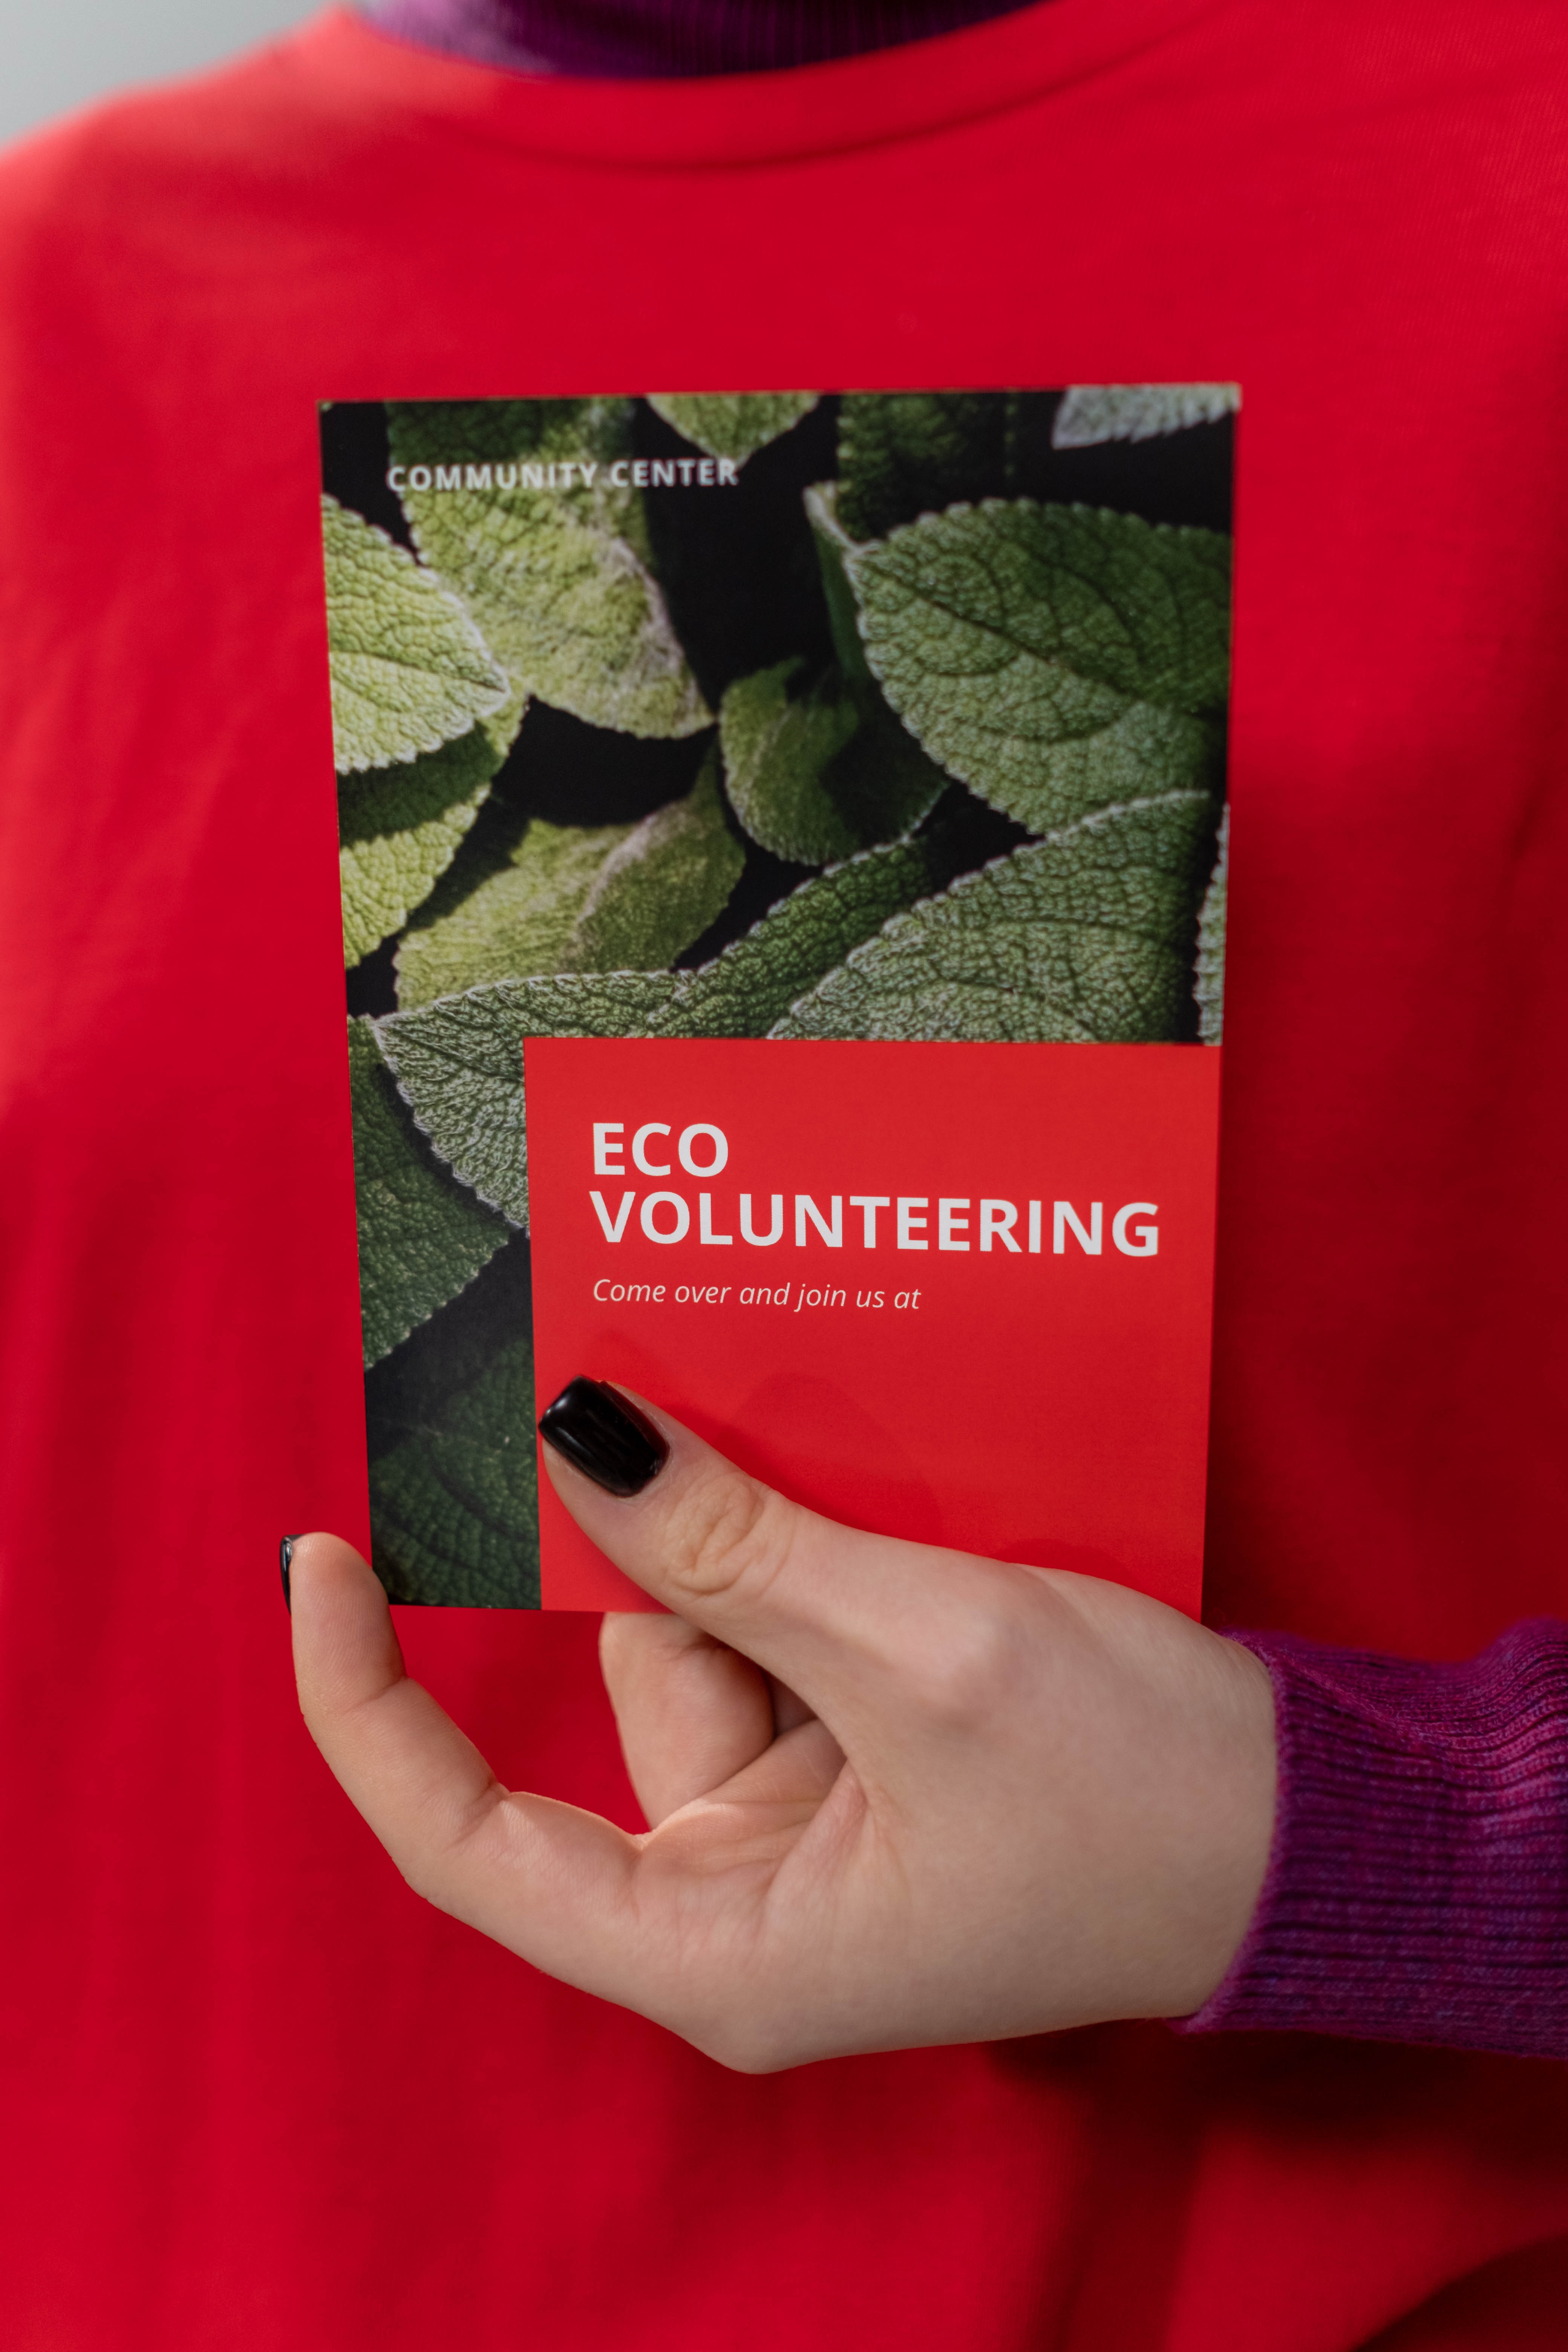 COMMUNITY CENTER
ECO
VOLUNTEERING
Come over and join us at